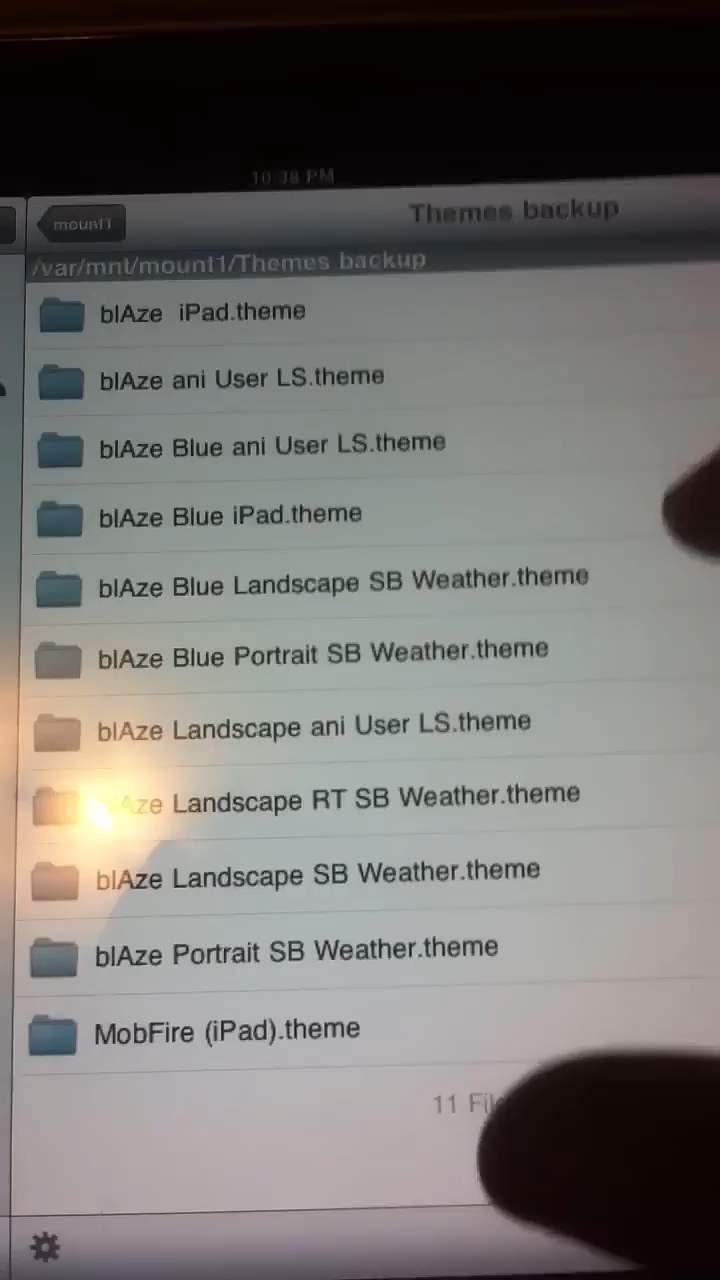 10:38 PM
mount1
Themes backup
/var/mnt/mount1/Themes backup
blAze  iPad.theme
blAze ani User LS.theme
blAze Blue ani User LS.theme
blAze Blue iPad.theme
blAze Blue Landscape SB Weather.theme
blAze Blue Portrait SB Weather.theme
blAze Landscape ani User LS.theme
blAze Landscape RT SB Weather.theme
blAze Landscape SB Weather.theme
blAze Portrait SB Weather.theme
MobFire (iPad).theme
11